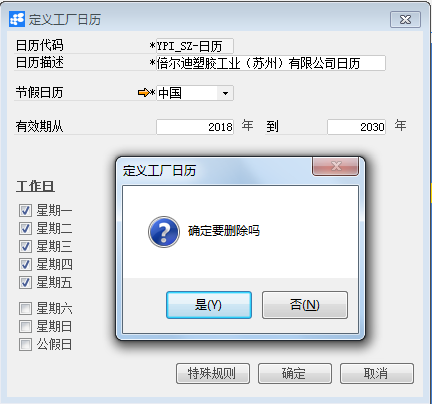 定义工厂日历
日历代码 *YPI_SZ-日历
日历描述 *倍尔迪塑胶工业（苏州）有限公司日历
节假日历 *中国
有效期从 2018 年 到 2030 年
定义工厂日历
确定要删除吗
是(Y) 否(N)
工作日
星期一
星期二
星期三
星期四
星期五
星期六
星期日
公假日
特殊规则 确定 取消